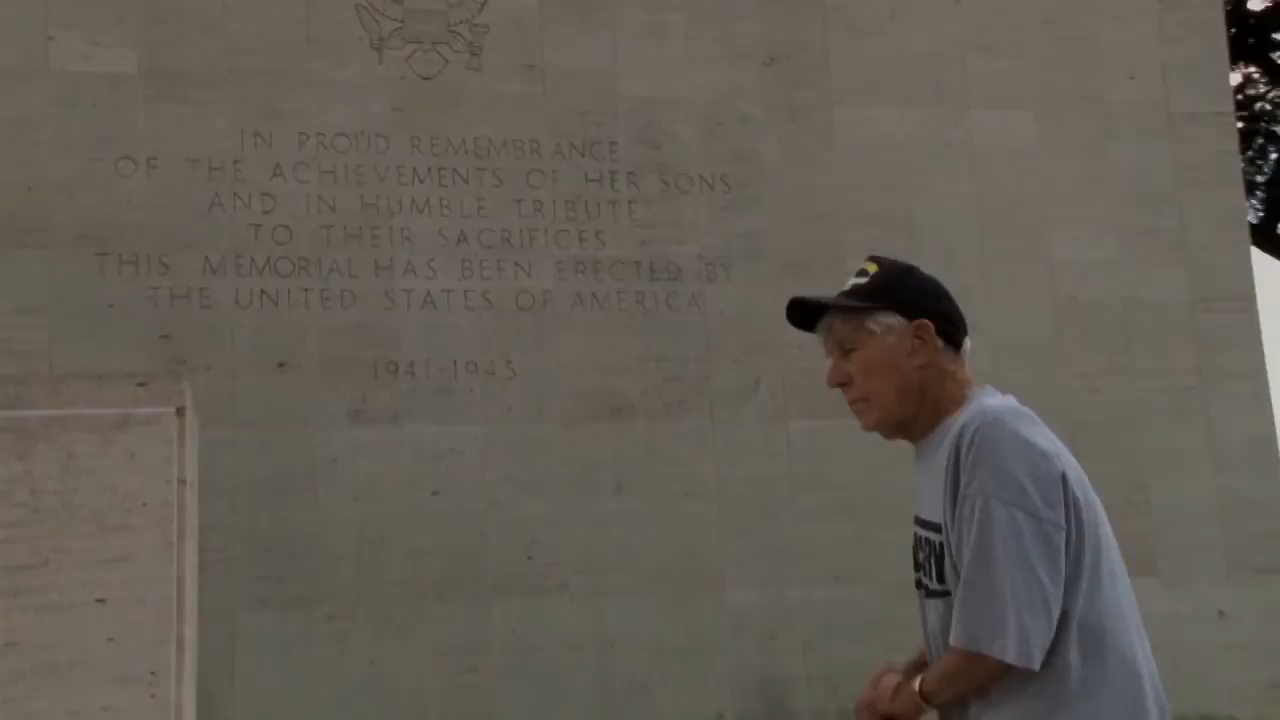 IN PROUD REMEMBRANCE
OF THE ACHIEVEMENTS OF HER SONS
AND IN HUMBLE TRIBUTE
TO THEIR SACRIFICES
THIS MEMORIAL HAS BEEN ERECTED BY
THE UNITED STATES OF AMERICA
1941-1945